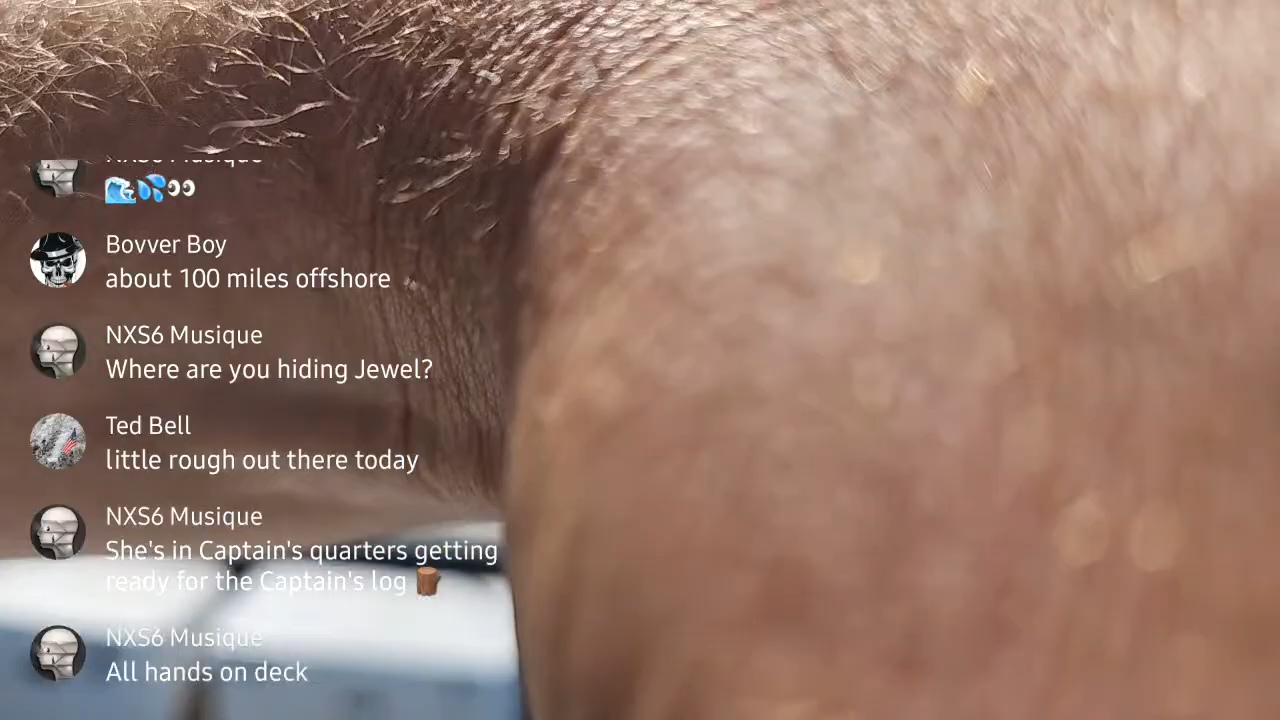 NXS6 Musique
🌊💦👀
Bovver Boy
about 100 miles offshore
NXS6 Musique
Where are you hiding Jewel?
Ted Bell
little rough out there today
NXS6 Musique
She's in Captain's quarters getting
ready for the Captain's log 🪵
NXS6 Musique
All hands on deck